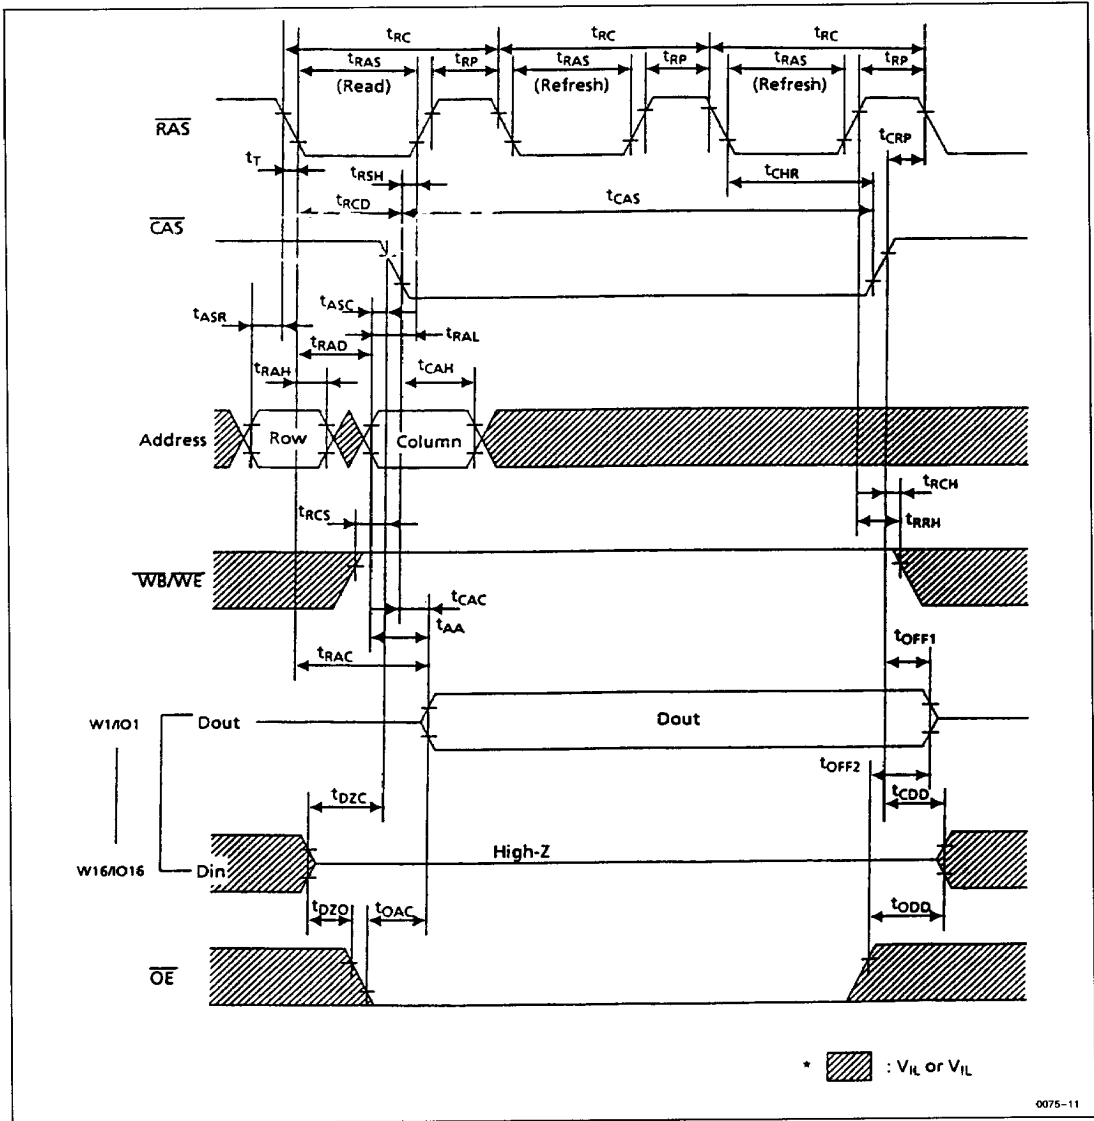 tRC tRC tRC
tRAS tRP tRAS tRP tRAS tRP
(Read) (Refresh) (Refresh)
RAS
tCRP
tT tRSH tCHR
tRCD tCAS
CAS
tASC
tASR tRAL
tRAD
tRAH tCAH
Address Row Column
tRCH
tRCS tRRH
WB/WE
tCAC
tAA tOFF1
tRAC
W1/IO1 Dout Dout
tOFF2
tDZC tCDD
High-Z
W16/IO16 Din
tDZO tOAC tODD
OE
* : VIL or VIL
0075-11